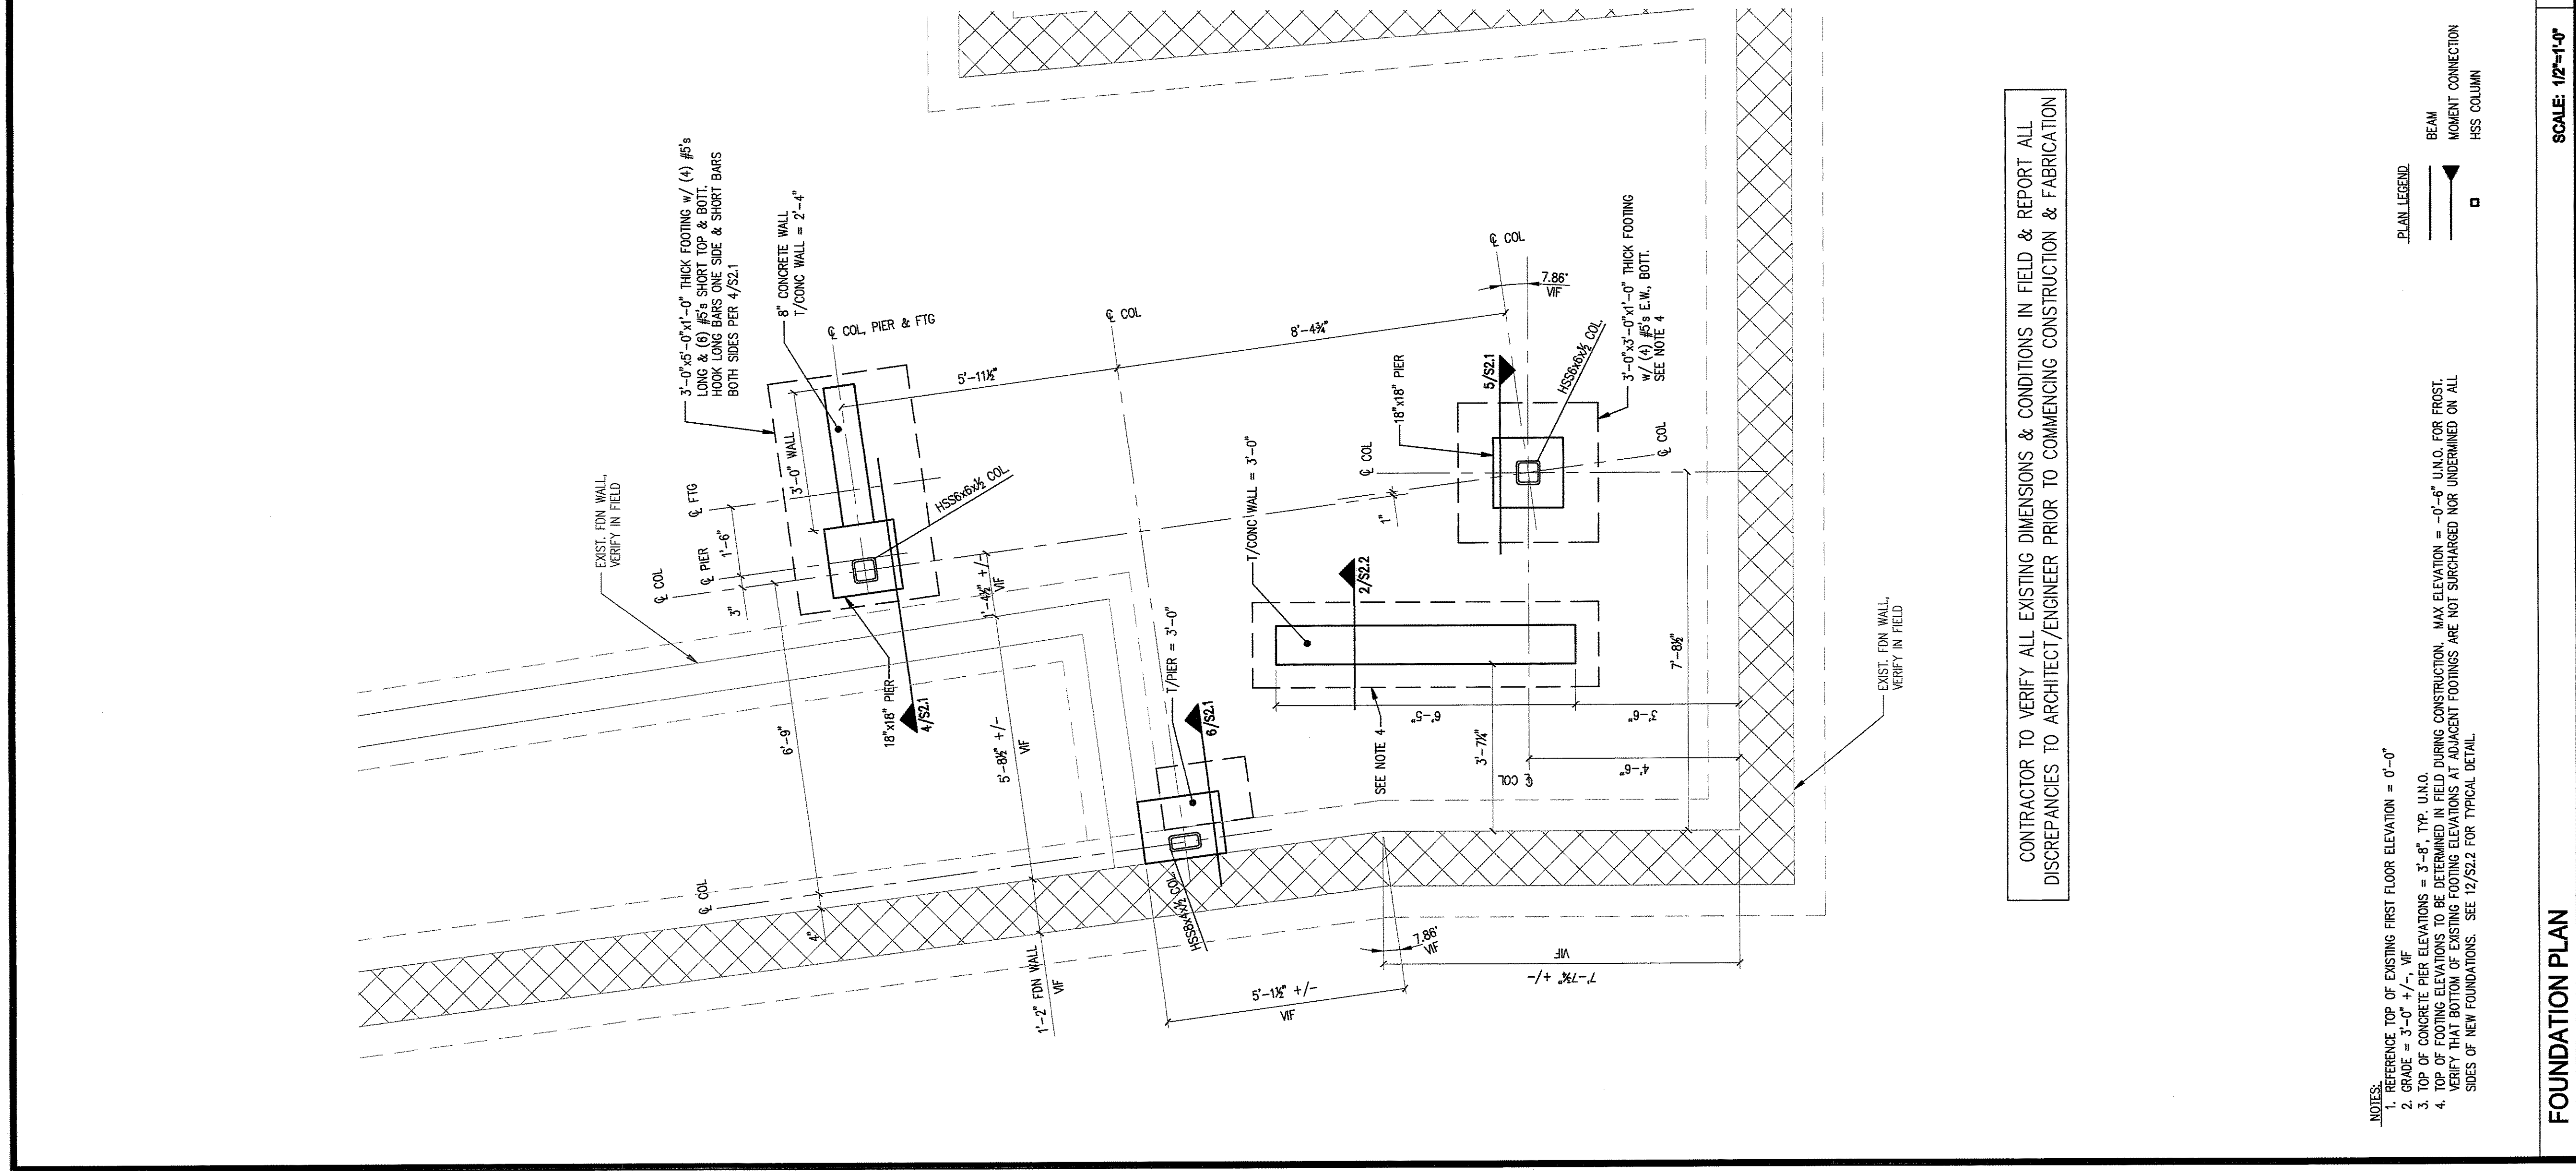 3'-0"x5'-0"x1'-0" THICK FOOTING w/ (4) #5's
LONG & (6) #5's SHORT TOP & BOTT.
HOOK LONG BARS ONE SIDE & SHORT BARS
BOTH SIDES PER 4/S2.1
8" CONCRETE WALL
T/CONC WALL = 2'-4"
EXIST. FDN WALL,
VERIFY IN FIELD
℄ COL
℄ PIER
℄ FTG
3"
1'-6"
3'-0" WALL
℄ COL, PIER & FTG
5'-11½"
℄ COL
8'-4¾"
℄ COL
7.86°
VIF
HSS6x6x½ COL.
18"x18" PIER
4/S2.1
1'-4½" +/-
VIF
6'-9"
5'-8½" +/-
VIF
℄ COL
4"
1'-2" FDN WALL
VIF
T/PIER = 3'-0"
6/S2.1
HSS8x4x½ COL.
5'-1½" +/-
VIF
7.86°
VIF
7'-7¾" +/-
VIF
T/CONC WALL = 3'-0"
2/S2.2
SEE NOTE 4
6'-5"
3'-6"
3'-7¼"
℄ COL
4'-6"
7'-8½"
1"
℄ COL
18"x18" PIER
5/S2.1
HSS6x6x½ COL.
℄ COL
3'-0"x3'-0"x1'-0" THICK FOOTING
w/ (4) #5's E.W., BOTT.
SEE NOTE 4
EXIST. FDN WALL,
VERIFY IN FIELD
CONTRACTOR TO VERIFY ALL EXISTING DIMENSIONS & CONDITIONS IN FIELD & REPORT ALL
DISCREPANCIES TO ARCHITECT/ENGINEER PRIOR TO COMMENCING CONSTRUCTION & FABRICATION
NOTES:
1. REFERENCE TOP OF EXISTING FIRST FLOOR ELEVATION = 0'-0"
2. GRADE = 3'-0" +/-, VIF
3. TOP OF CONCRETE PIER ELEVATIONS = 3'-8", TYP. U.N.O.
4. TOP OF FOOTING ELEVATIONS TO BE DETERMINED IN FIELD DURING CONSTRUCTION. MAX ELEVATION = -0'-6" U.N.O. FOR FROST.
VERIFY THAT BOTTOM OF EXISTING FOOTING ELEVATIONS AT ADJACENT FOOTINGS ARE NOT SURCHARGED NOR UNDERMINED ON ALL
SIDES OF NEW FOUNDATIONS. SEE 12/S2.2 FOR TYPICAL DETAIL.
PLAN LEGEND
BEAM
MOMENT CONNECTION
HSS COLUMN
FOUNDATION PLAN
SCALE: 1/2"=1'-0"